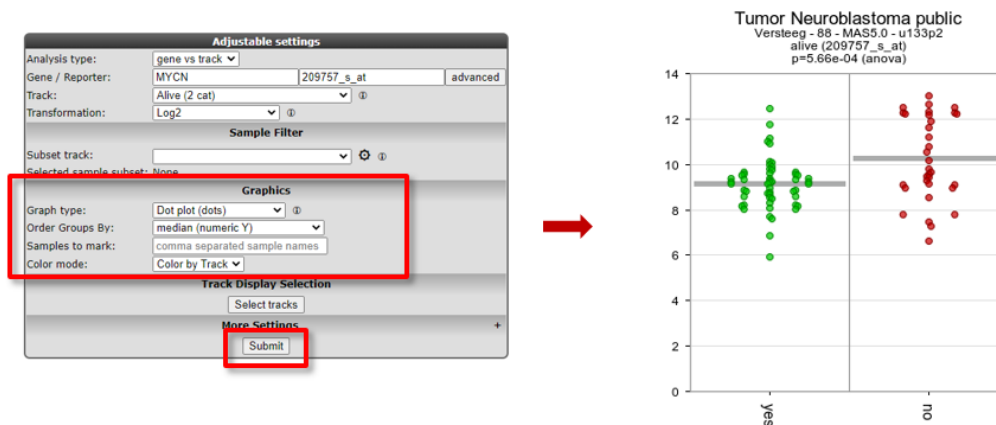 Adjustable settings
Analysis type: gene vs track
Gene / Reporter: MYCN 209757_s_at advanced
Track: Alive (2 cat)
Transformation: Log2
Sample Filter
Subset track:
Selected sample subset: None
Graphics
Graph type: Dot plot (dots)
Order Groups By: median (numeric Y)
Samples to mark: comma separated sample names
Color mode: Color by Track
Track Display Selection
Select tracks
More Settings +
Submit
Tumor Neuroblastoma public
Versteeg - 88 - MAS5.0 - u133p2
alive (209757_s_at)
p=5.66e-04 (anova)
14
12
10
8
6
4
2
0
yes
no